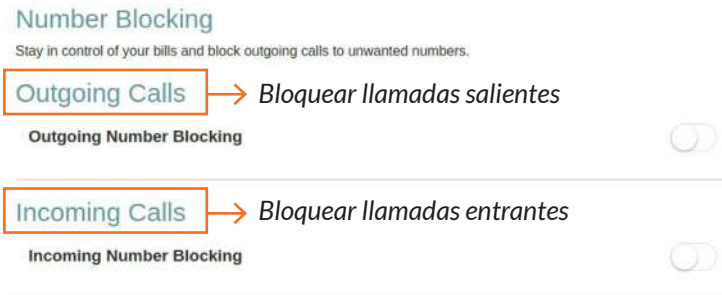 Number Blocking
Stay in control of your bills and block outgoing calls to unwanted numbers.
Outgoing Calls Bloquear llamadas salientes
Outgoing Number Blocking
Incoming Calls Bloquear llamadas entrantes
Incoming Number Blocking